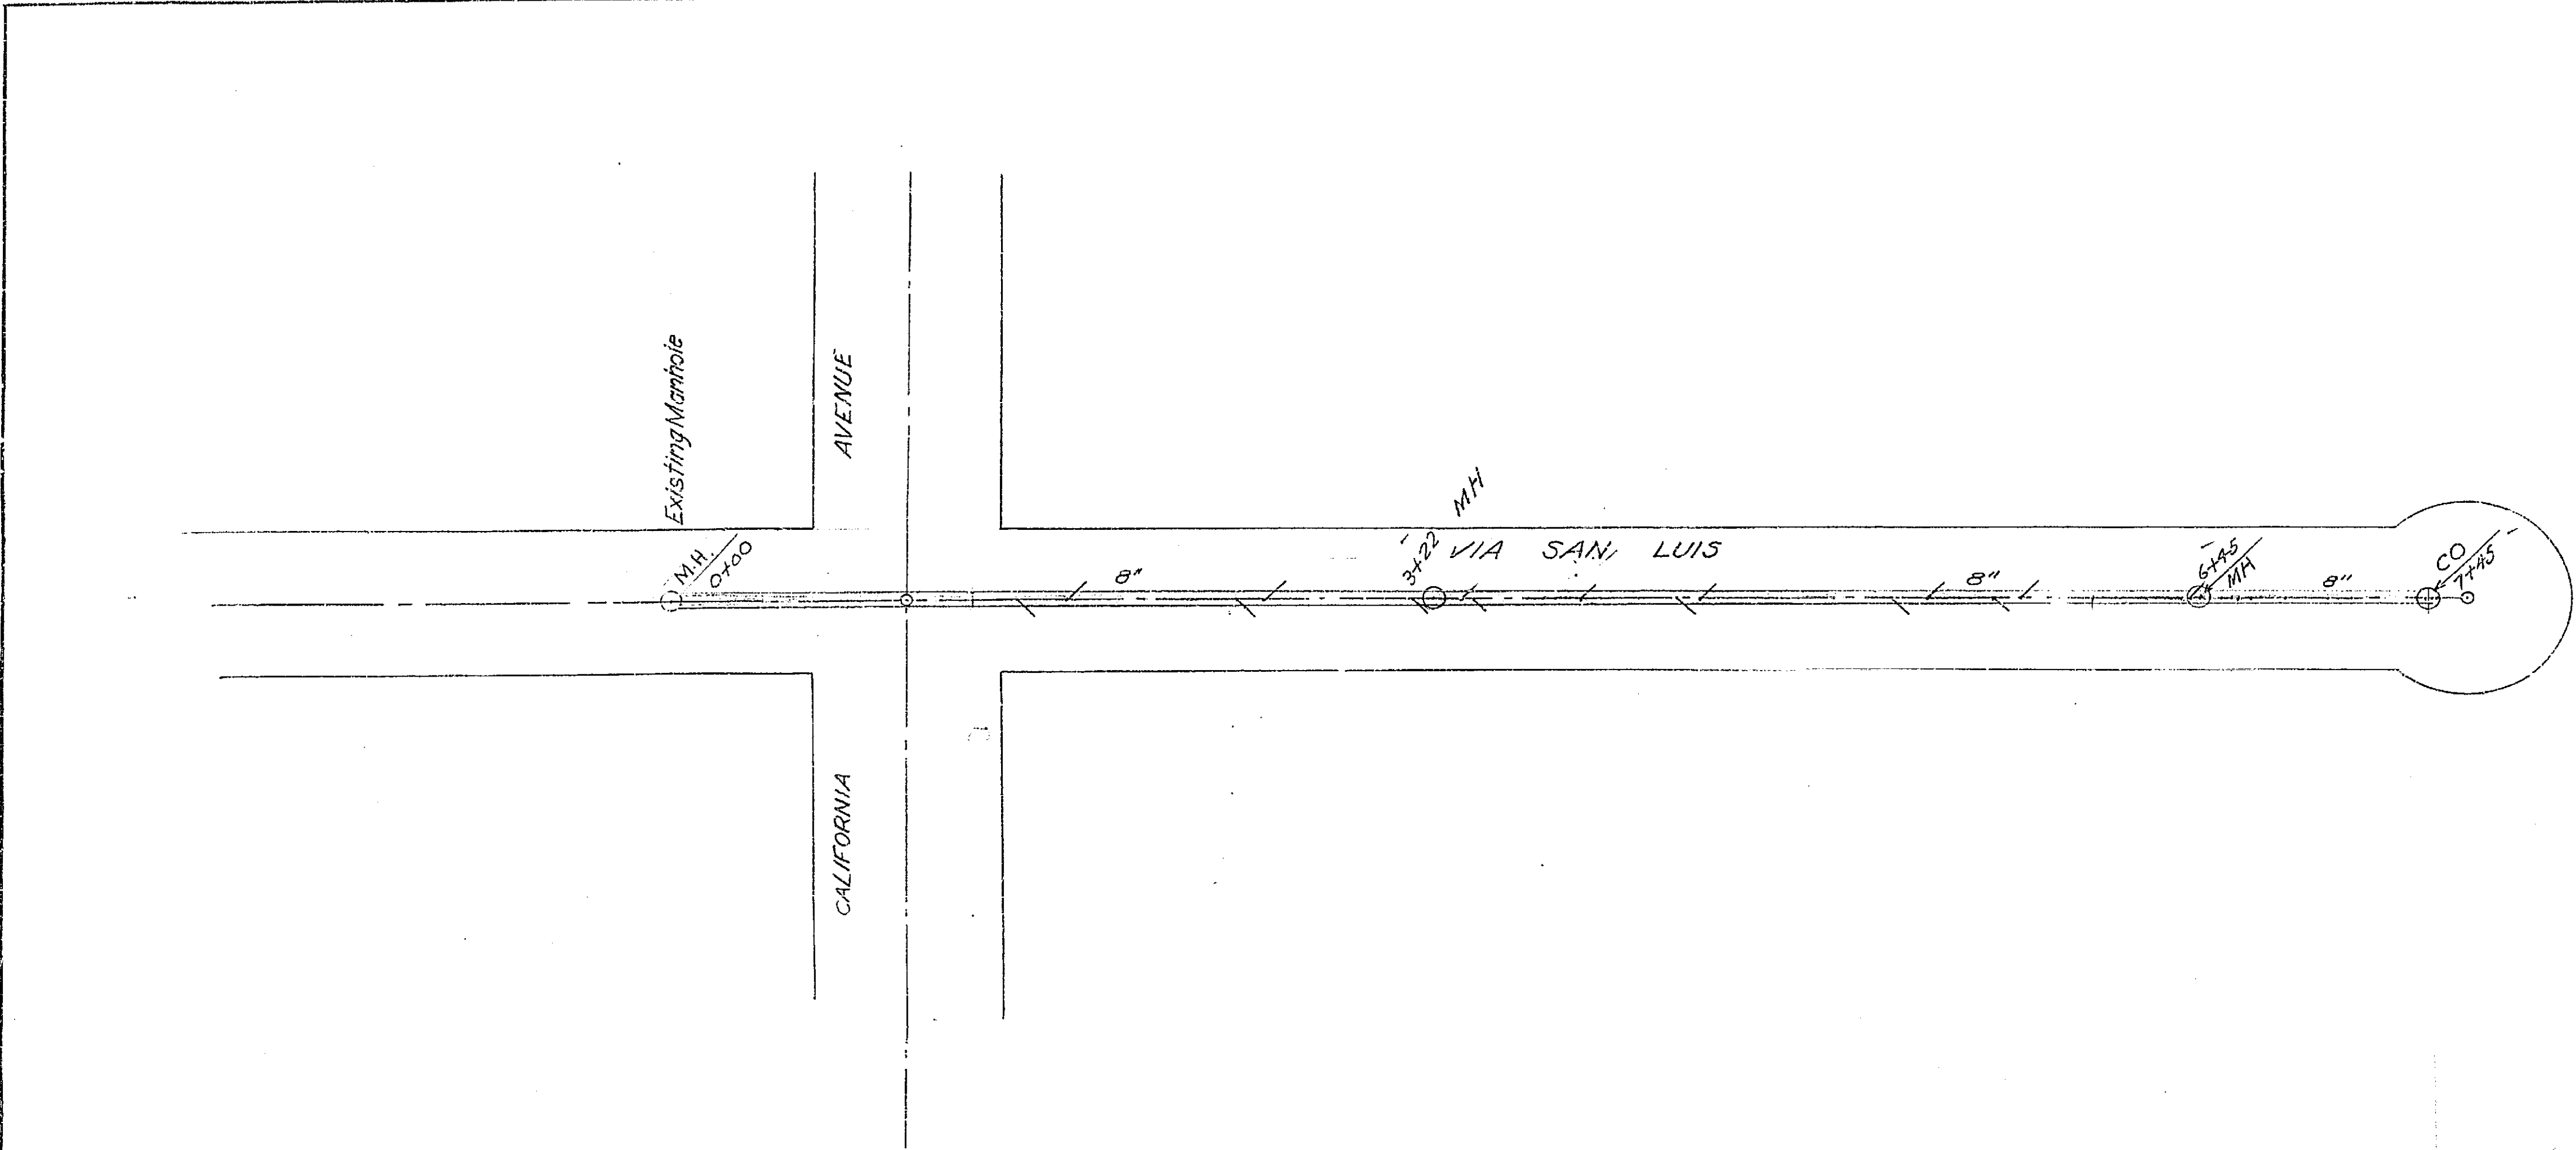 Existing Manhole
AVENUE
M.H.
0+00
8"
3+22
MH
VIA SAN LUIS
8"
6+45
MH
8"
CO
7+45
CALIFORNIA